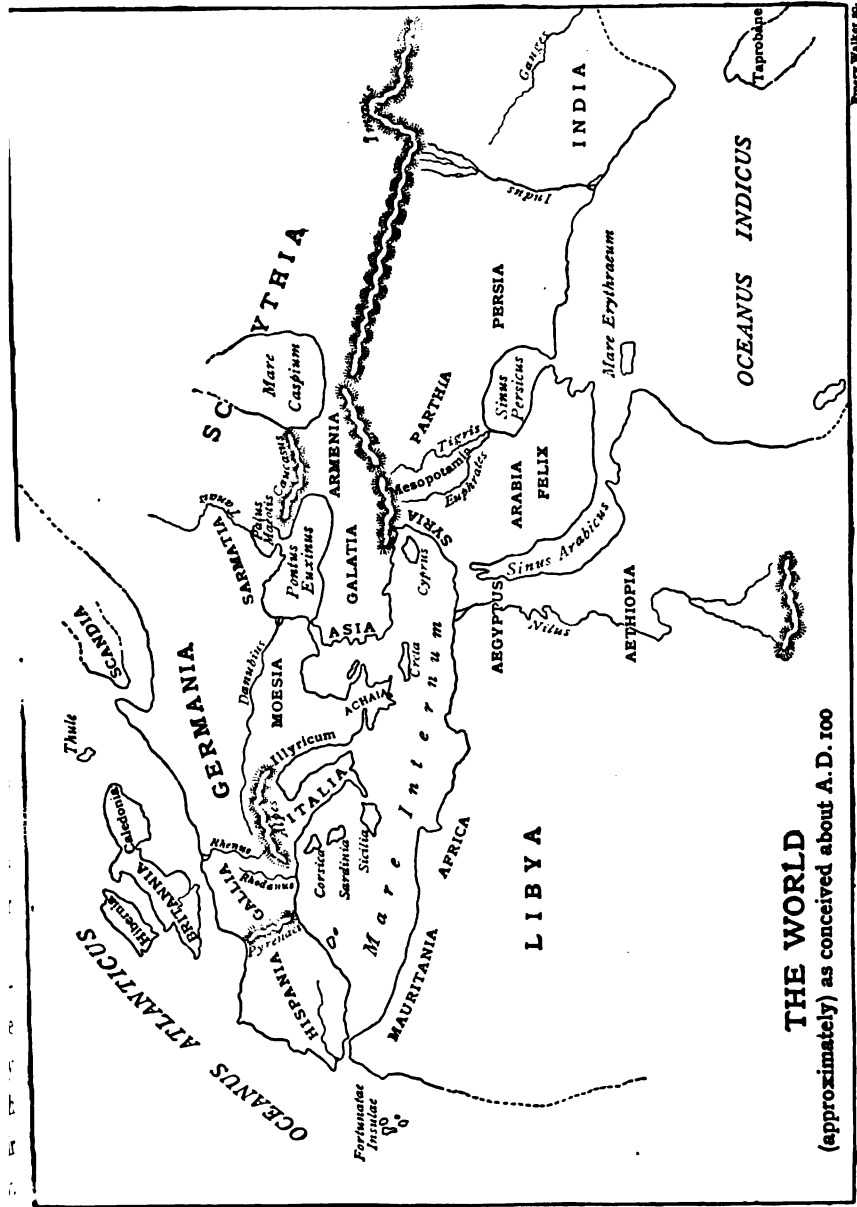 OCEANUS ATLANTICUS
Thule
SCANDIA
Hibernia
Caledonia
BRITANNIA
GERMANIA
SARMATIA
Tanais
SCYTHIA
Palus
Maeotis
Caucasus
Mare
Caspium
Imaus
Rhenus
GALLIA
Rhodanus
Pyrenaei
HISPANIA
Alpes
ITALIA
Illyricum
Danubius
MOESIA
Pontus
Euxinus
ARMENIA
GALATIA
ASIA
ACHAIA
Corsica
Sardinia
Sicilia
Creta
Cyprus
Mare Internum
SYRIA
Mesopotamia
Tigris
Euphrates
PARTHIA
PERSIA
Sinus
Persicus
Indus
Ganges
INDIA
Fortunatae
Insulae
MAURITANIA
AFRICA
LIBYA
AEGYPTUS
Nilus
Sinus Arabicus
ARABIA
FELIX
AETHIOPIA
Mare Erythraeum
OCEANUS INDICUS
Taprobane
THE WORLD
(approximately) as conceived about A.D. 100
Walker